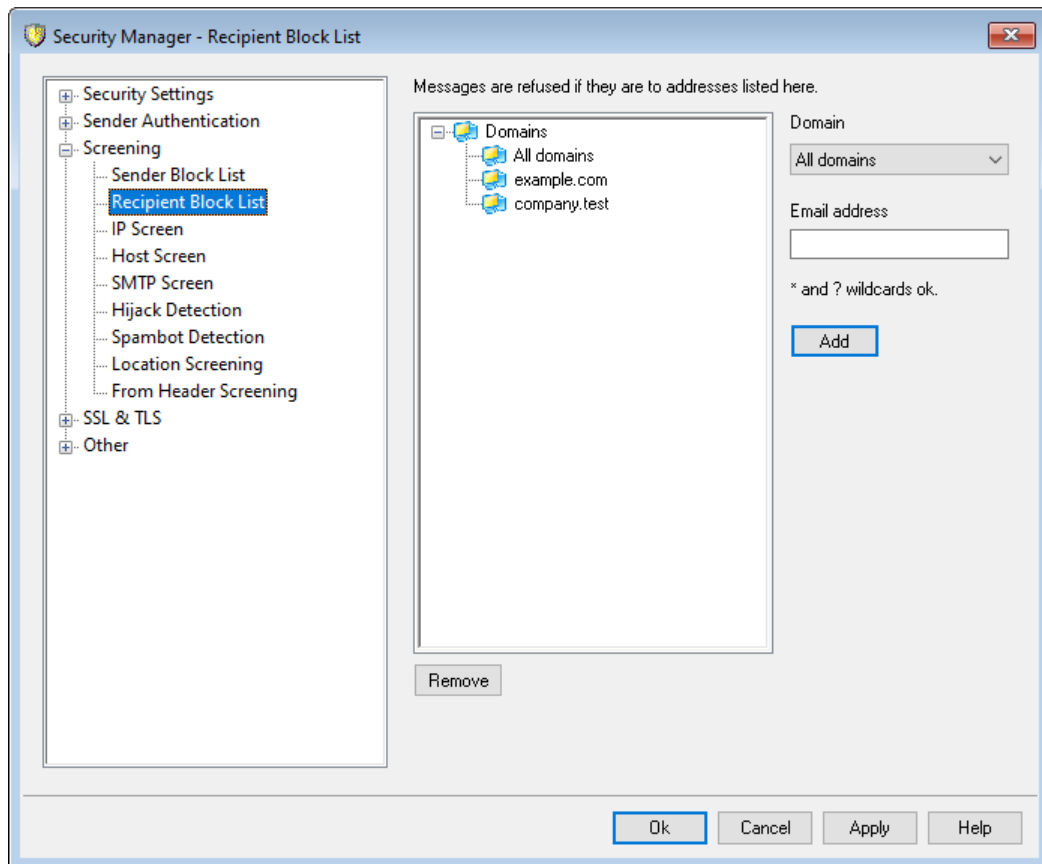 Security Manager - Recipient Block List
Security Settings
Sender Authentication
Screening
Sender Block List
Recipient Block List
IP Screen
Host Screen
SMTP Screen
Hijack Detection
Spambot Detection
Location Screening
From Header Screening
SSL & TLS
Other
Messages are refused if they are to addresses listed here.
Domains
All domains
example.com
company.test
Remove
Domain
All domains
Email address
* and ? wildcards ok.
Add
Ok
Cancel
Apply
Help